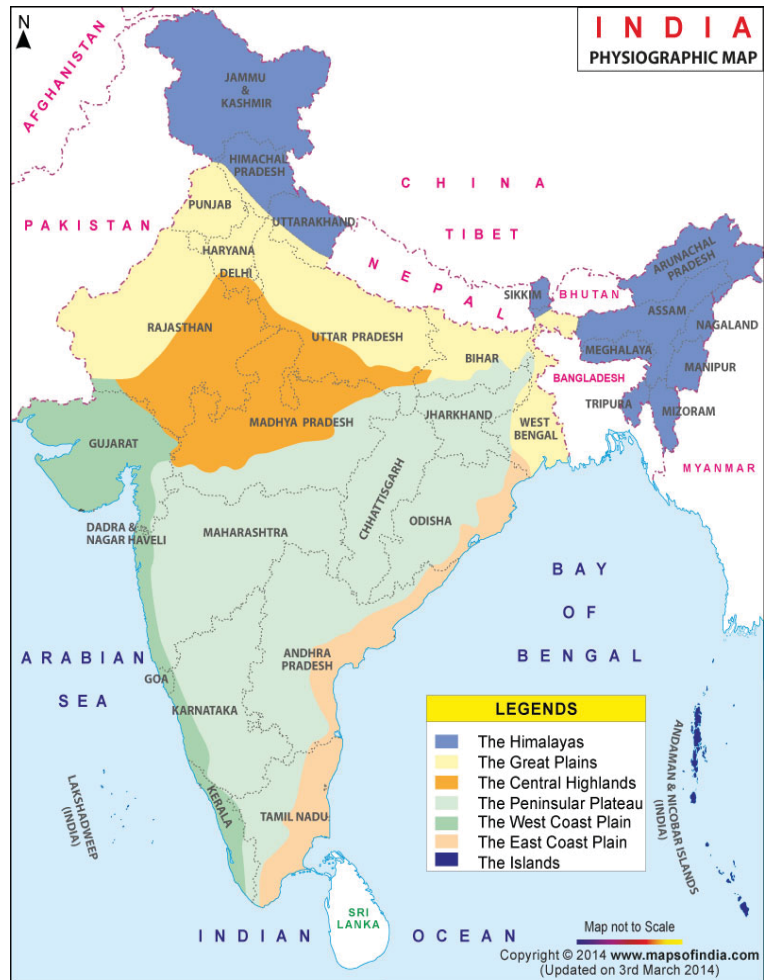 N
INDIA
PHYSIOGRAPHIC MAP
AFGHANISTAN
JAMMU
&
KASHMIR
HIMACHAL
PRADESH
CHINA
PUNJAB
PAKISTAN
UTTARAKHAND
TIBET
HARYANA
DELHI
NEPAL
ARUNACHAL
PRADESH
SIKKIM
BHUTAN
ASSAM
NAGALAND
RAJASTHAN
UTTAR PRADESH
BIHAR
MEGHALAYA
MANIPUR
BANGLADESH
TRIPURA
MIZORAM
GUJARAT
MADHYA PRADESH
JHARKHAND
WEST
BENGAL
MYANMAR
CHHATTISGARH
DADRA &
NAGAR HAVELI
MAHARASHTRA
ODISHA
BAY
OF
BENGAL
ARABIAN
SEA
ANDHRA
PRADESH
GOA
KARNATAKA
LEGENDS
The Himalayas
The Great Plains
The Central Highlands
The Peninsular Plateau
The West Coast Plain
The East Coast Plain
The Islands
LAKSHADWEEP
(INDIA)
KERALA
TAMIL NADU
ANDAMAN & NICOBAR ISLANDS
(INDIA)
SRI
LANKA
INDIAN OCEAN
Map not to Scale
Copyright © 2014 www.mapsofindia.com
(Updated on 3rd March 2014)